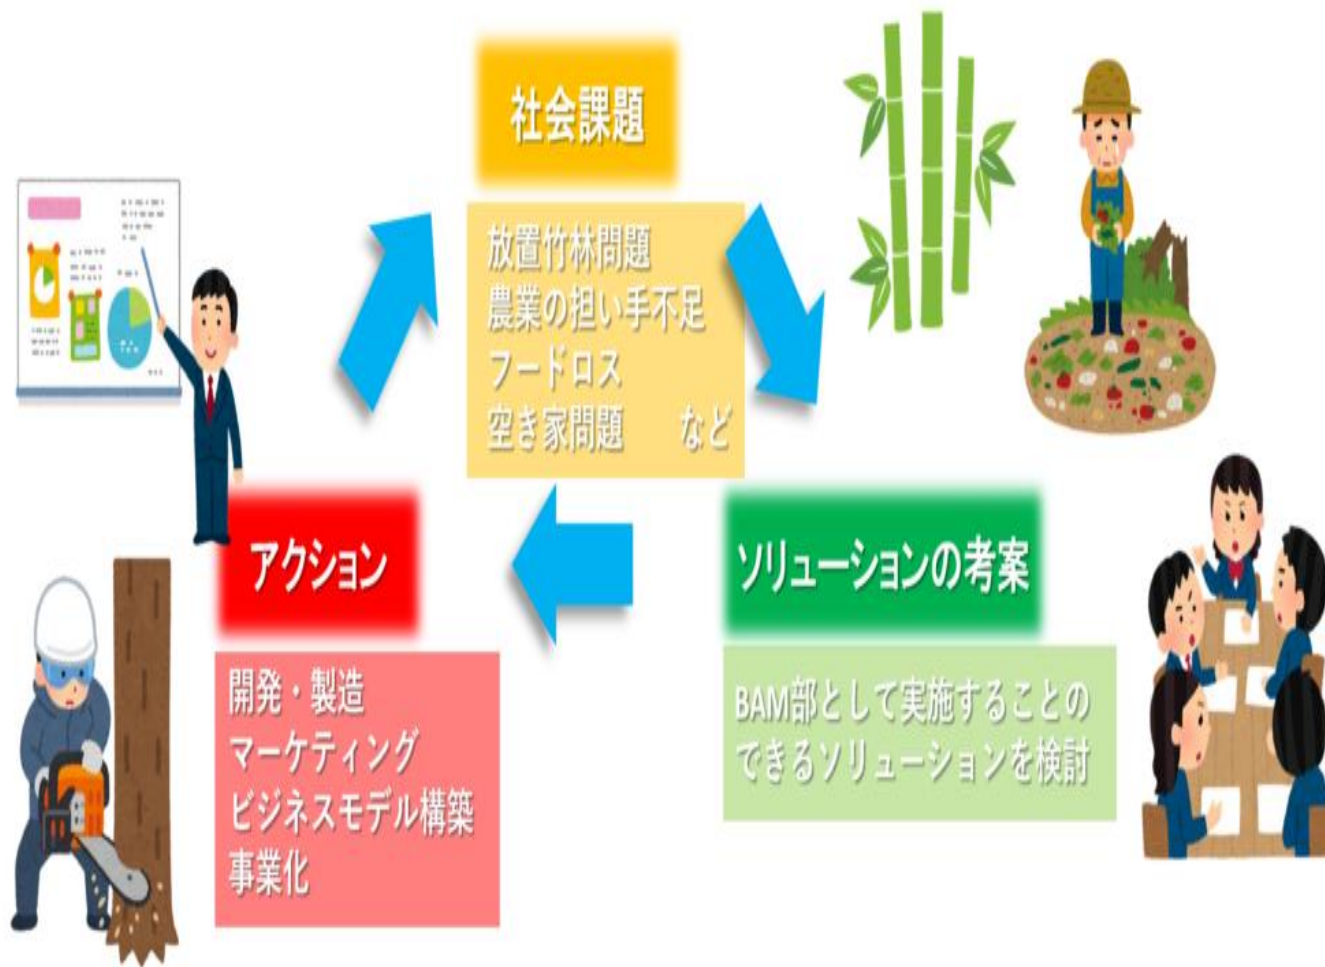 社会課題
放置竹林問題
農業の担い手不足
フードロス
空き家問題　　など
ソリューションの考案
BAM部として実施することの
できるソリューションを検討
アクション
開発・製造
マーケティング
ビジネスモデル構築
事業化